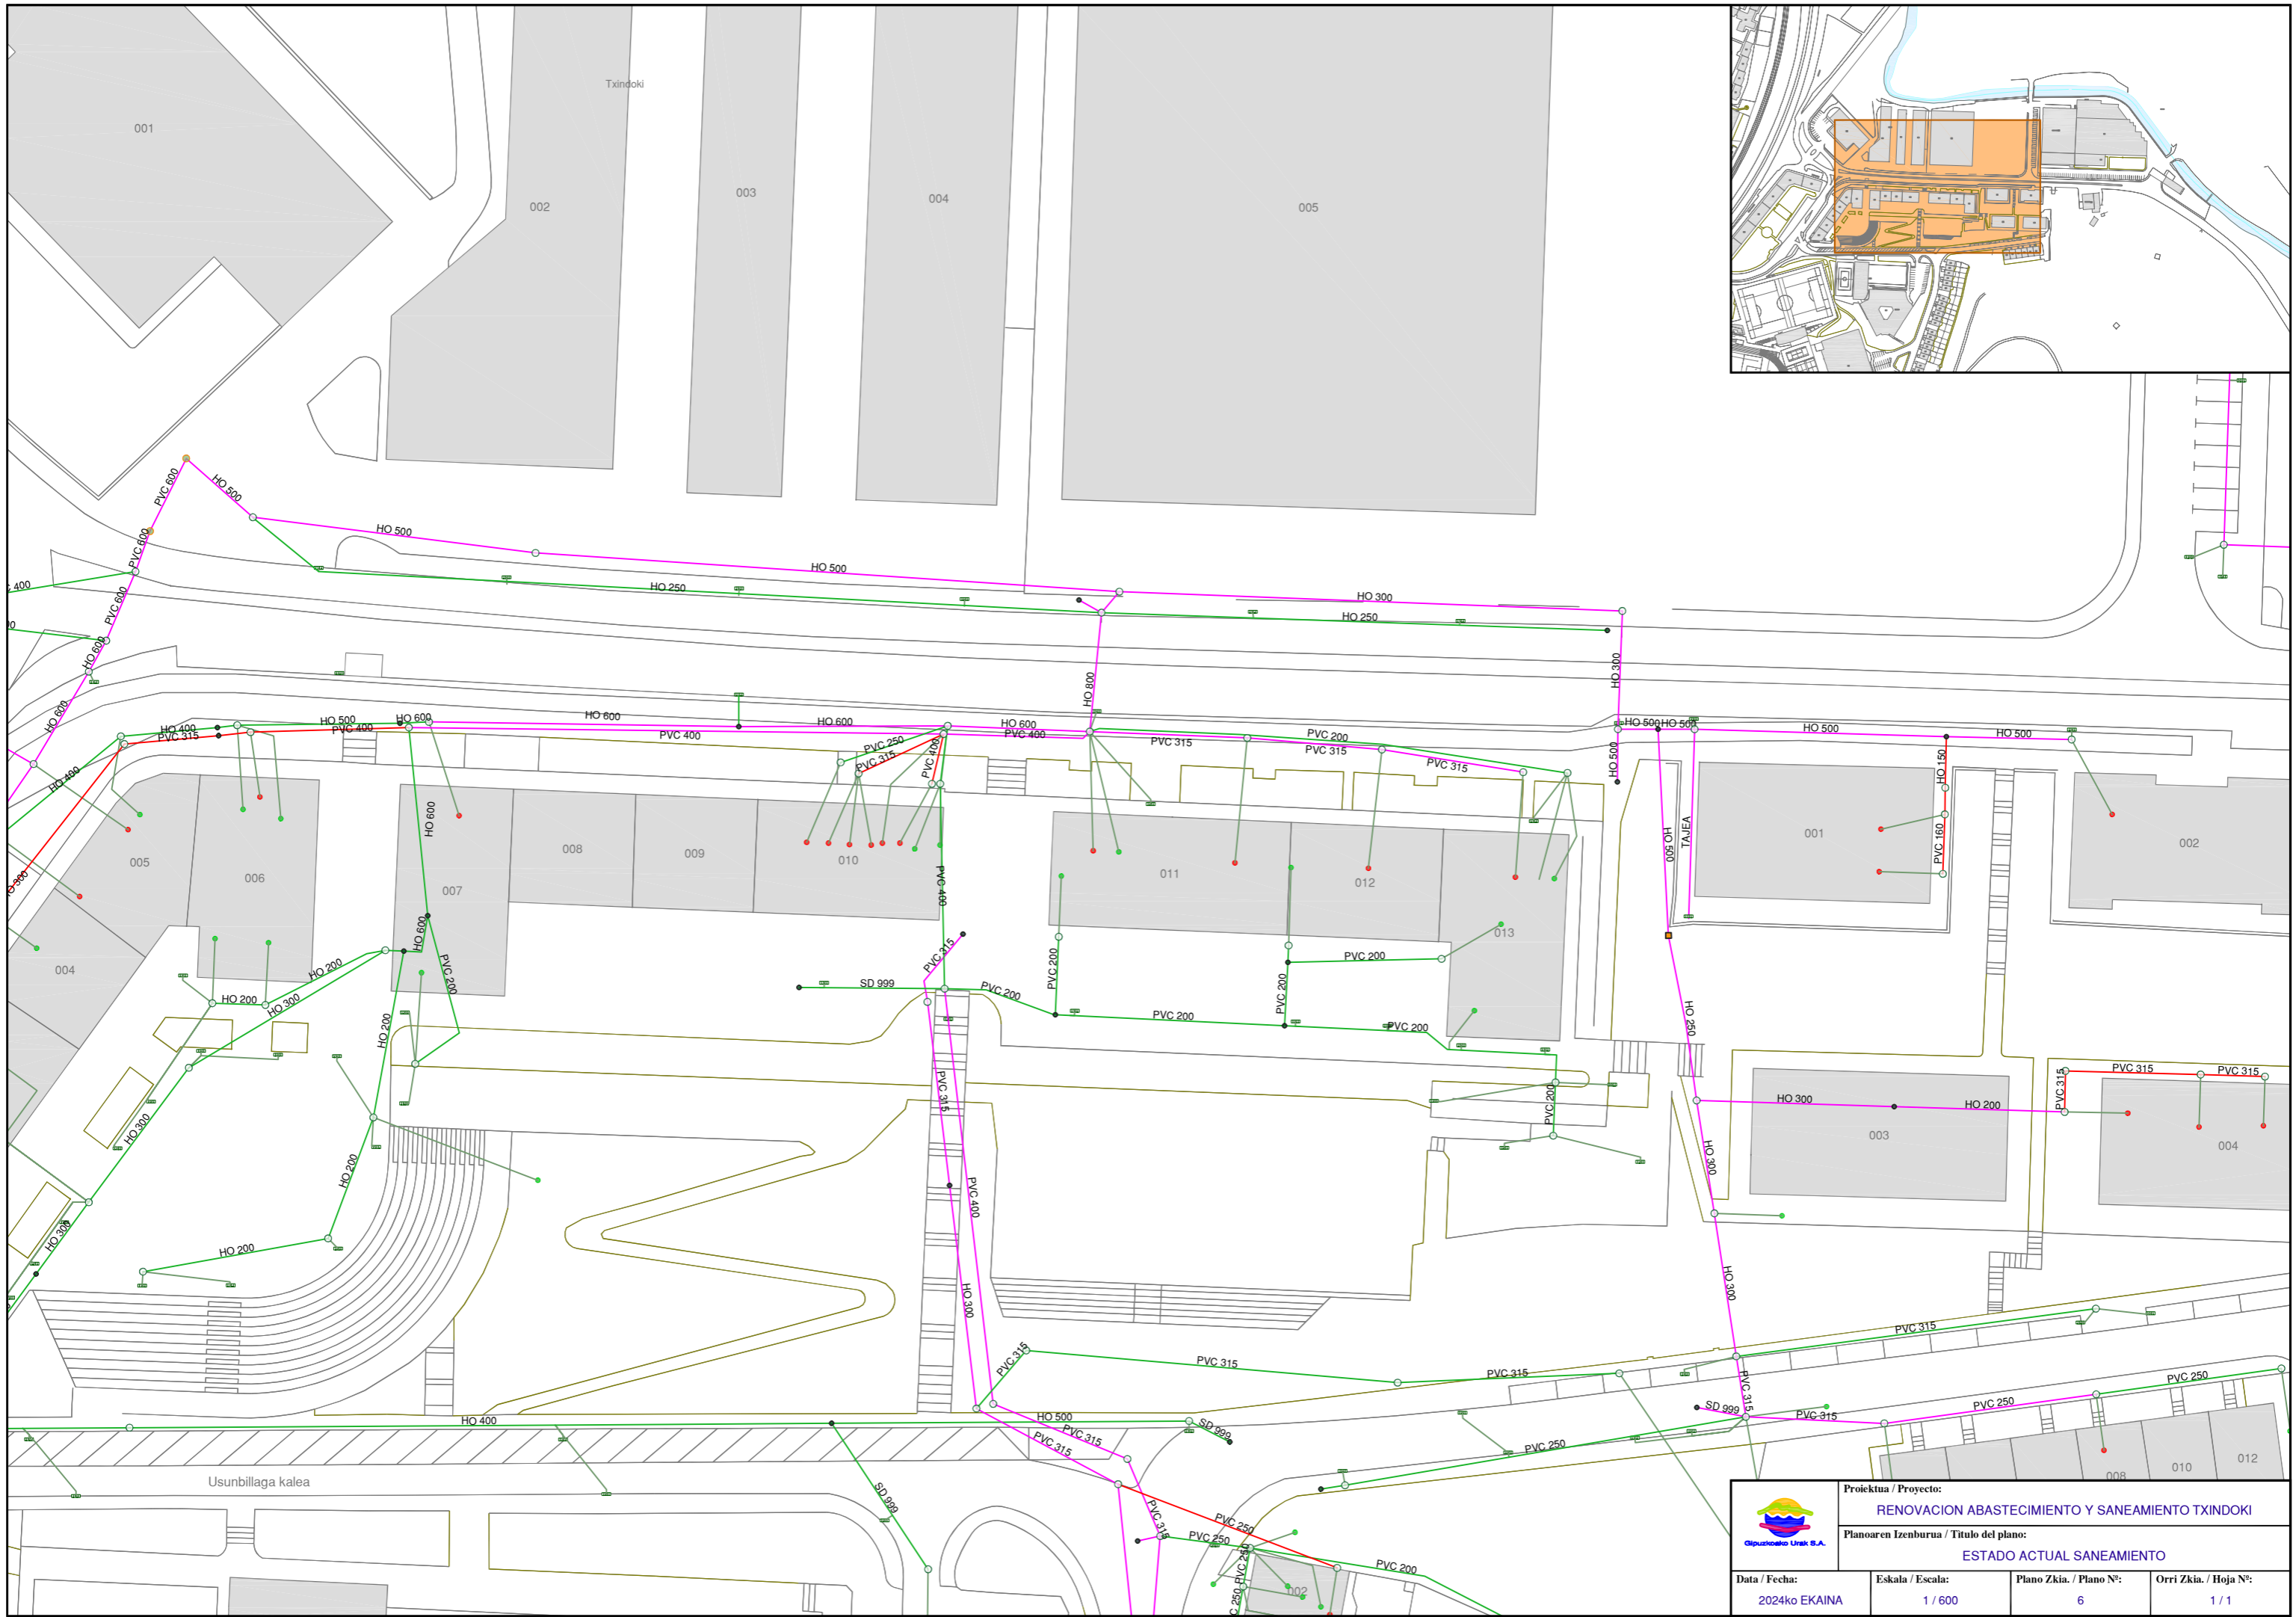 001
Txindoki
002
003
004
005
PVC 600
HO 500
HO 500
PVC 600
HO 500
400
HO 250
HO 300
PVC 600
HO 250
HO 600
HO 300
HO 800
HO 600
HO 400
HO 500
HO 600
HO 600
HO 600
HO 600
HO 500
HO 500
HO 500
HO 500
PVC 315
PVC 400
PVC 400
PVC 400
PVC 315
PVC 200
PVC 315
PVC 315
PVC 250
PVC 315
PVC 400
HO 400
HO 500
HO 150
HO 600
HO 500
TAJEA
PVC 160
001
002
005
006
007
008
009
010
011
012
013
004
PVC 400
HO 600
PVC 200
PVC 315
HO 200
HO 200
HO 300
SD 999
PVC 200
PVC 200
PVC 200
PVC 200
PVC 200
PVC 200
HO 200
HO 250
PVC 315
PVC 200
HO 300
HO 200
PVC 315
PVC 315
PVC 315
003
004
HO 300
HO 200
PVC 400
HO 300
HO 300
HO 200
HO 300
HO 300
PVC 315
PVC 315
PVC 315
PVC 315
PVC 315
HO 400
HO 500
SD 999
SD 999
PVC 315
PVC 250
PVC 250
PVC 315
PVC 315
PVC 250
Usunbillaga kalea
SD 999
PVC 250
PVC 315
PVC 250
PVC 200
PVC 250
002
008
010
012
Proiektua / Proyecto:
RENOVACION ABASTECIMIENTO Y SANEAMIENTO TXINDOKI
Planoaren Izenburua / Titulo del plano:
ESTADO ACTUAL SANEAMIENTO
Gipuzkoako Urak S.A.
Data / Fecha:
2024ko EKAINA
Eskala / Escala:
1 / 600
Plano Zkia. / Plano Nº:
6
Orri Zkia. / Hoja Nº:
1 / 1